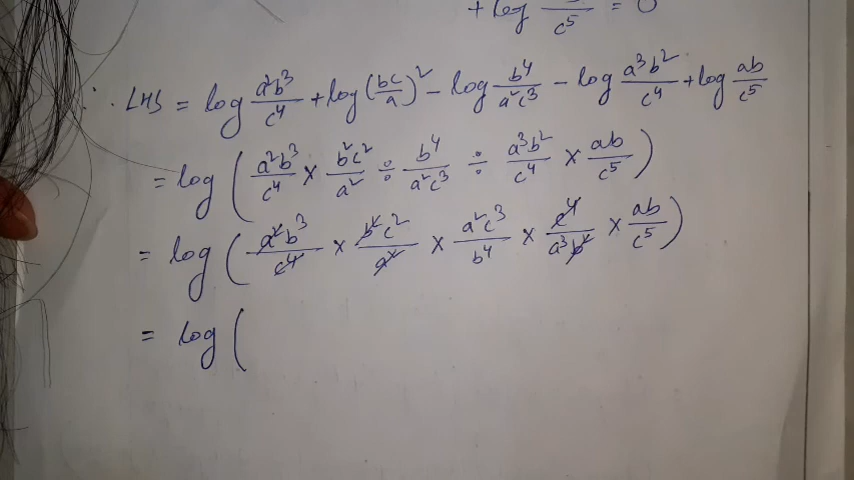 + log /c⁵ = 0
∴ LHS = log a²b³/c⁴ + log (bc/a)² − log b⁴/a²c³ − log a³b²/c⁴ + log ab/c⁵
= log ( a²b³/c⁴ × b²c²/a² ÷ b⁴/a²c³ ÷ a³b²/c⁴ × ab/c⁵ )
= log ( a²b³/c⁴ × b²c²/a² × a²c³/b⁴ × c⁴/a³b² × ab/c⁵ )
= log (